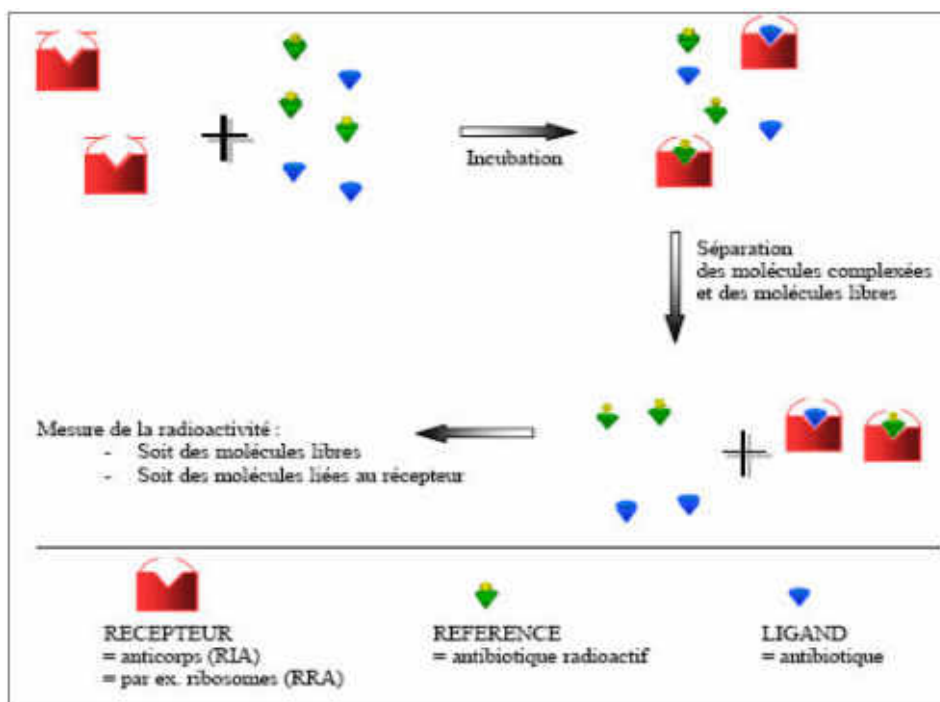 Incubation
Séparation
des molécules complexées
et des molécules libres
Mesure de la radioactivité :
- Soit des molécules libres
- Soit des molécules liées au récepteur
RECEPTEUR
= anticorps (RIA)
= par ex. ribosomes (RRA)
REFERENCE
= antibiotique radioactif
LIGAND
= antibiotique